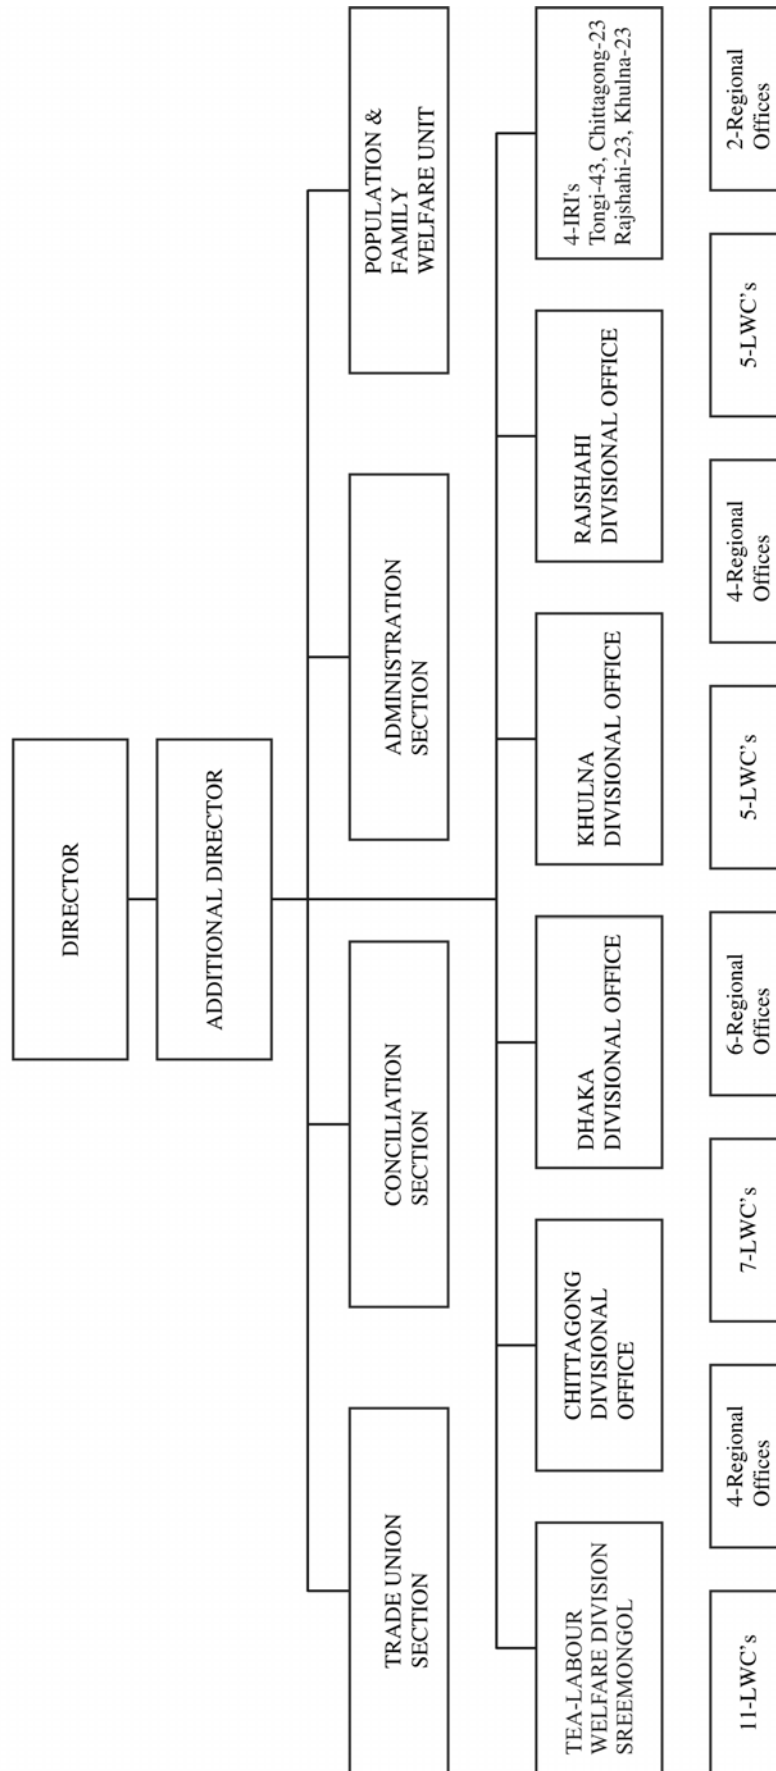 DIRECTOR
ADDITIONAL DIRECTOR
TRADE UNION
SECTION
CONCILIATION
SECTION
ADMINISTRATION
SECTION
POPULATION &
FAMILY
WELFARE UNIT
TEA-LABOUR
WELFARE DIVISION
SREEMONGOL
CHITTAGONG
DIVISIONAL
OFFICE
DHAKA
DIVISIONAL OFFICE
KHULNA
DIVISIONAL OFFICE
RAJSHAHI
DIVISIONAL OFFICE
4-IRI's
Tongi-43, Chittagong-23
Rajshahi-23, Khulna-23
11-LWC's
4-Regional
Offices
7-LWC's
6-Regional
Offices
5-LWC's
4-Regional
Offices
5-LWC's
2-Regional
Offices